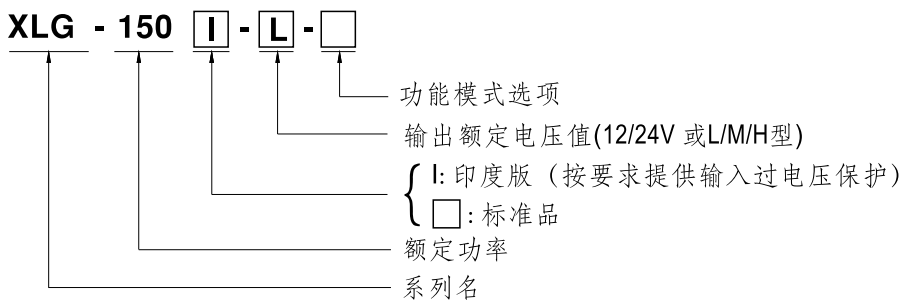 XLG - 150 I - L - □
功能模式选项
输出额定电压值(12/24V 或L/M/H型)
I: 印度版（按要求提供输入过电压保护）
□: 标准品
额定功率
系列名